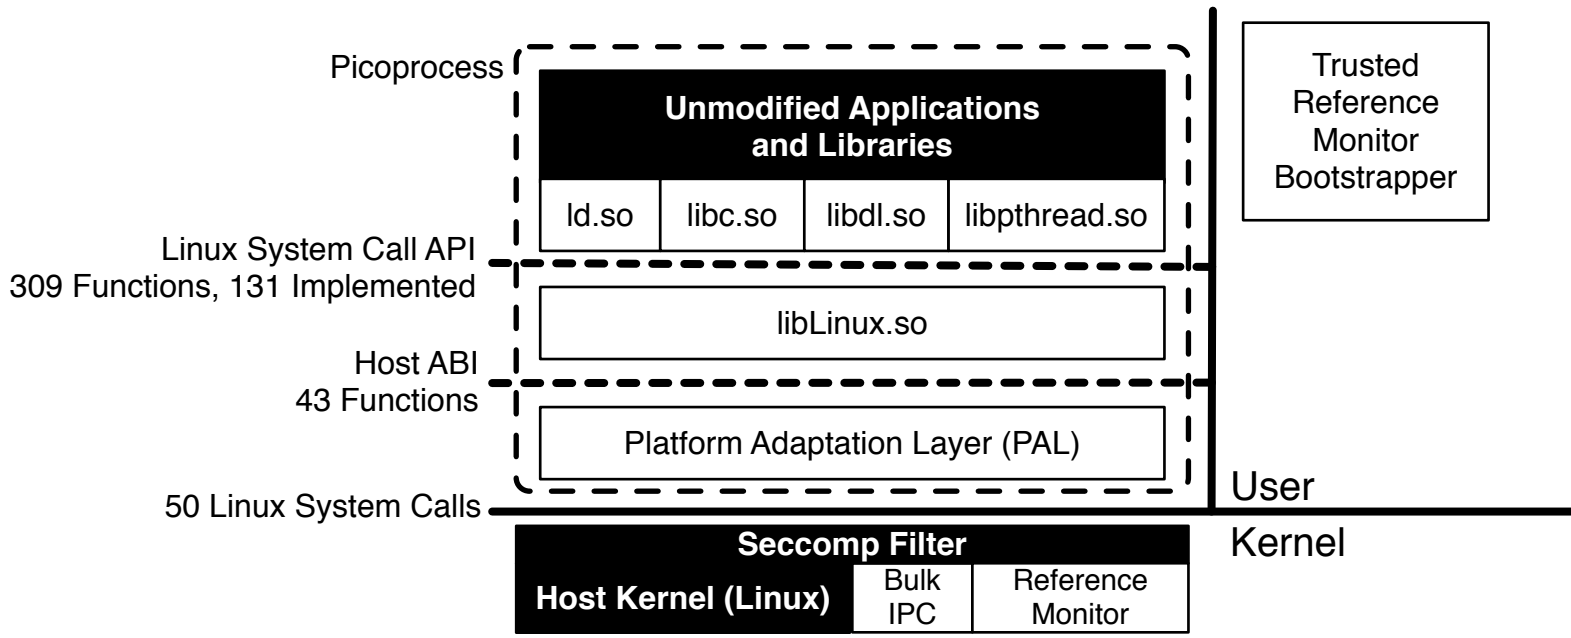 Picoprocess
Unmodified Applications
and Libraries
ld.so
libc.so
libdl.so
libpthread.so
Linux System Call API
309 Functions, 131 Implemented
libLinux.so
Host ABI
43 Functions
Platform Adaptation Layer (PAL)
50 Linux System Calls
Trusted
Reference
Monitor
Bootstrapper
User
Kernel
Seccomp Filter
Host Kernel (Linux)
Bulk
IPC
Reference
Monitor